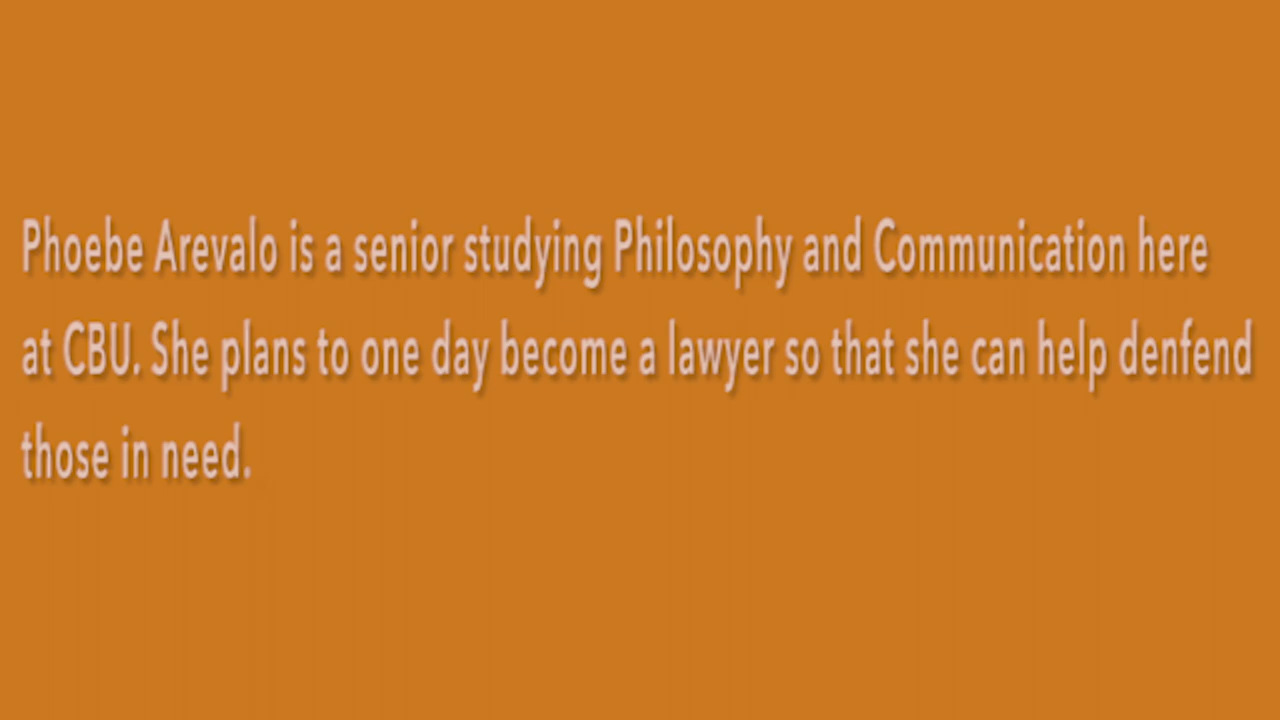 Phoebe Arevalo is a senior studying Philosophy and Communication here
at CBU. She plans to one day become a lawyer so that she can help denfend
those in need.